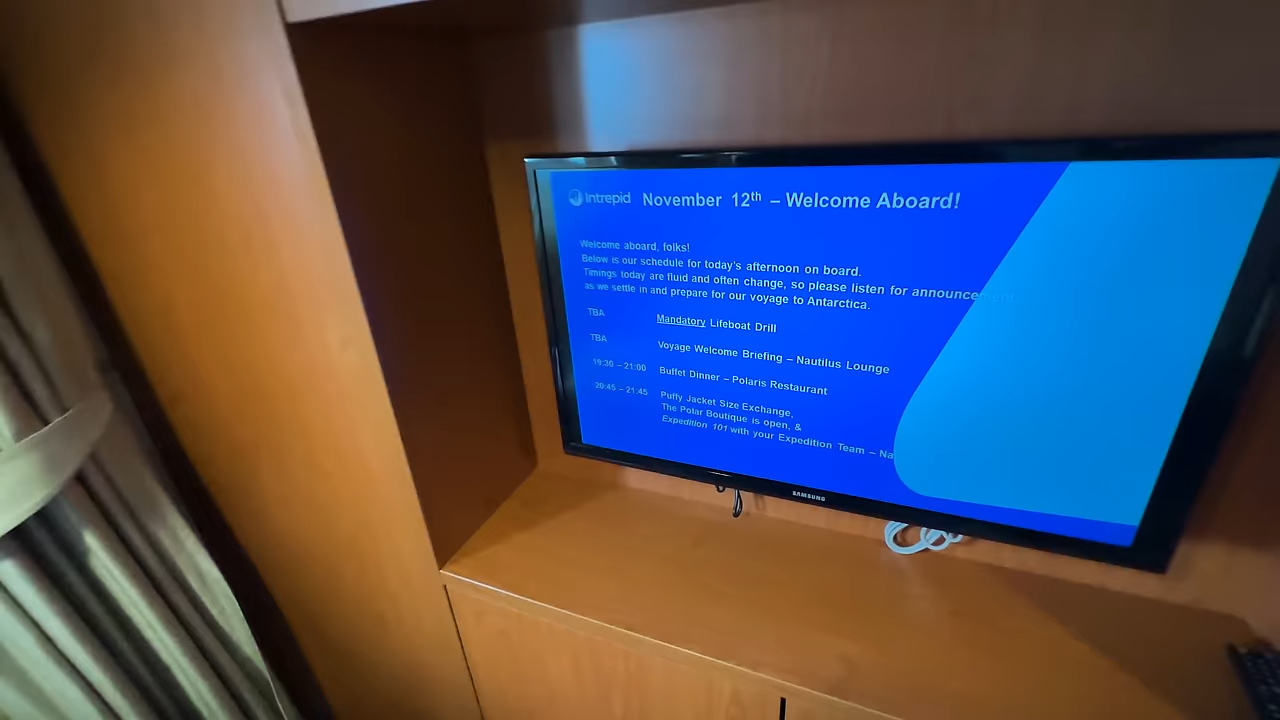 Intrepid November 12th – Welcome Aboard!
Welcome aboard, folks!
Below is our schedule for today's afternoon on board.
Timings today are fluid and often change, so please listen for announcement
as we settle in and prepare for our voyage to Antarctica.
TBA Mandatory Lifeboat Drill
TBA Voyage Welcome Briefing – Nautilus Lounge
19:30 – 21:00 Buffet Dinner – Polaris Restaurant
20:45 – 21:45 Puffy Jacket Size Exchange,
The Polar Boutique is open, &
Expedition 101 with your Expedition Team – Na
SAMSUNG